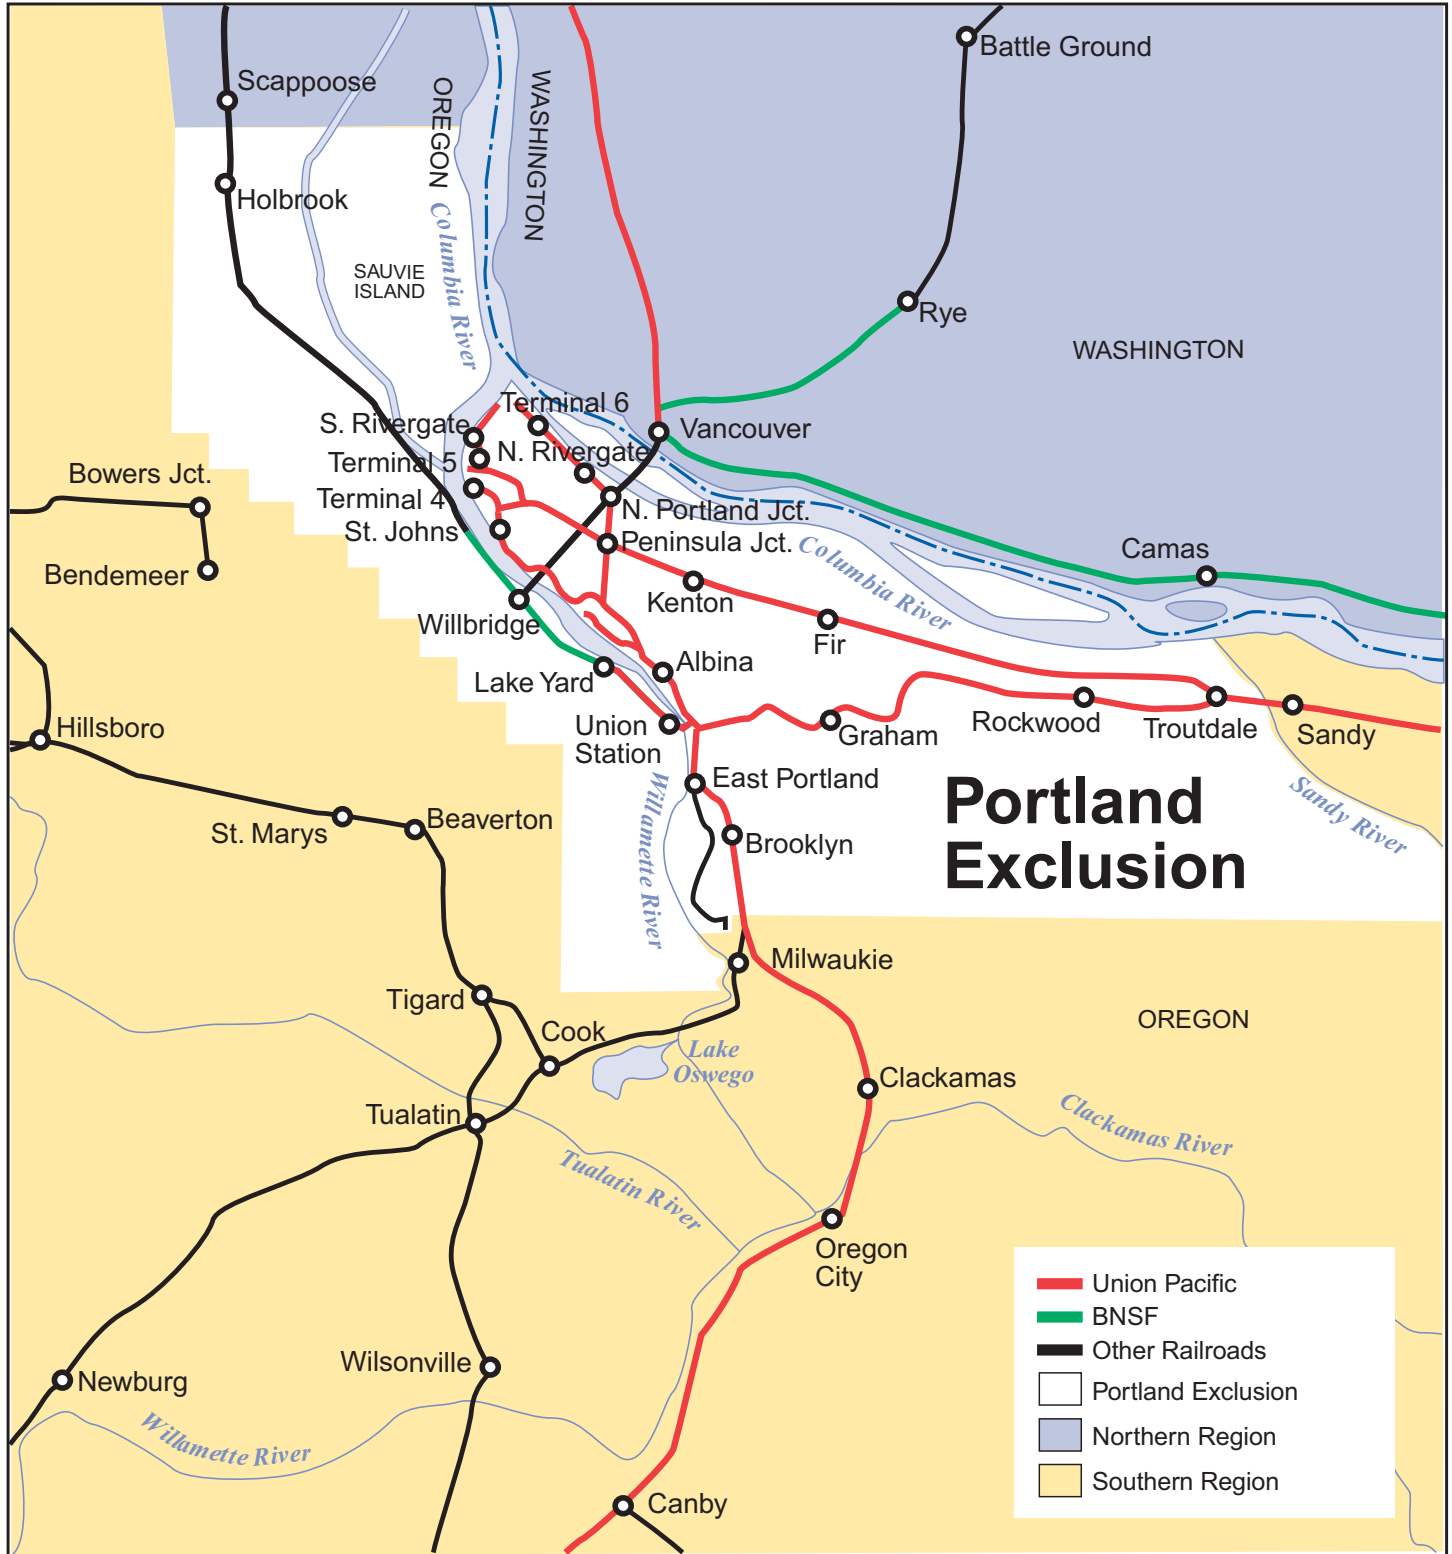 Battle Ground
Scappoose
OREGON
WASHINGTON
Holbrook
Columbia River
SAUVIE
ISLAND
Rye
WASHINGTON
Terminal 6
S. Rivergate
Vancouver
N. Rivergate
Terminal 5
Bowers Jct.
Terminal 4
N. Portland Jct.
St. Johns
Peninsula Jct.
Columbia River
Camas
Bendemeer
Kenton
Willbridge
Fir
Albina
Lake Yard
Hillsboro
Union
Station
Graham
Rockwood
Troutdale
Sandy
East Portland
Willamette River
Sandy River
Portland
Exclusion
St. Marys
Beaverton
Brooklyn
Milwaukie
Tigard
Cook
OREGON
Lake
Oswego
Clackamas
Clackamas River
Tualatin
Tualatin River
Oregon
City
Union Pacific
BNSF
Other Railroads
Portland Exclusion
Northern Region
Southern Region
Wilsonville
Newburg
Willamette River
Canby